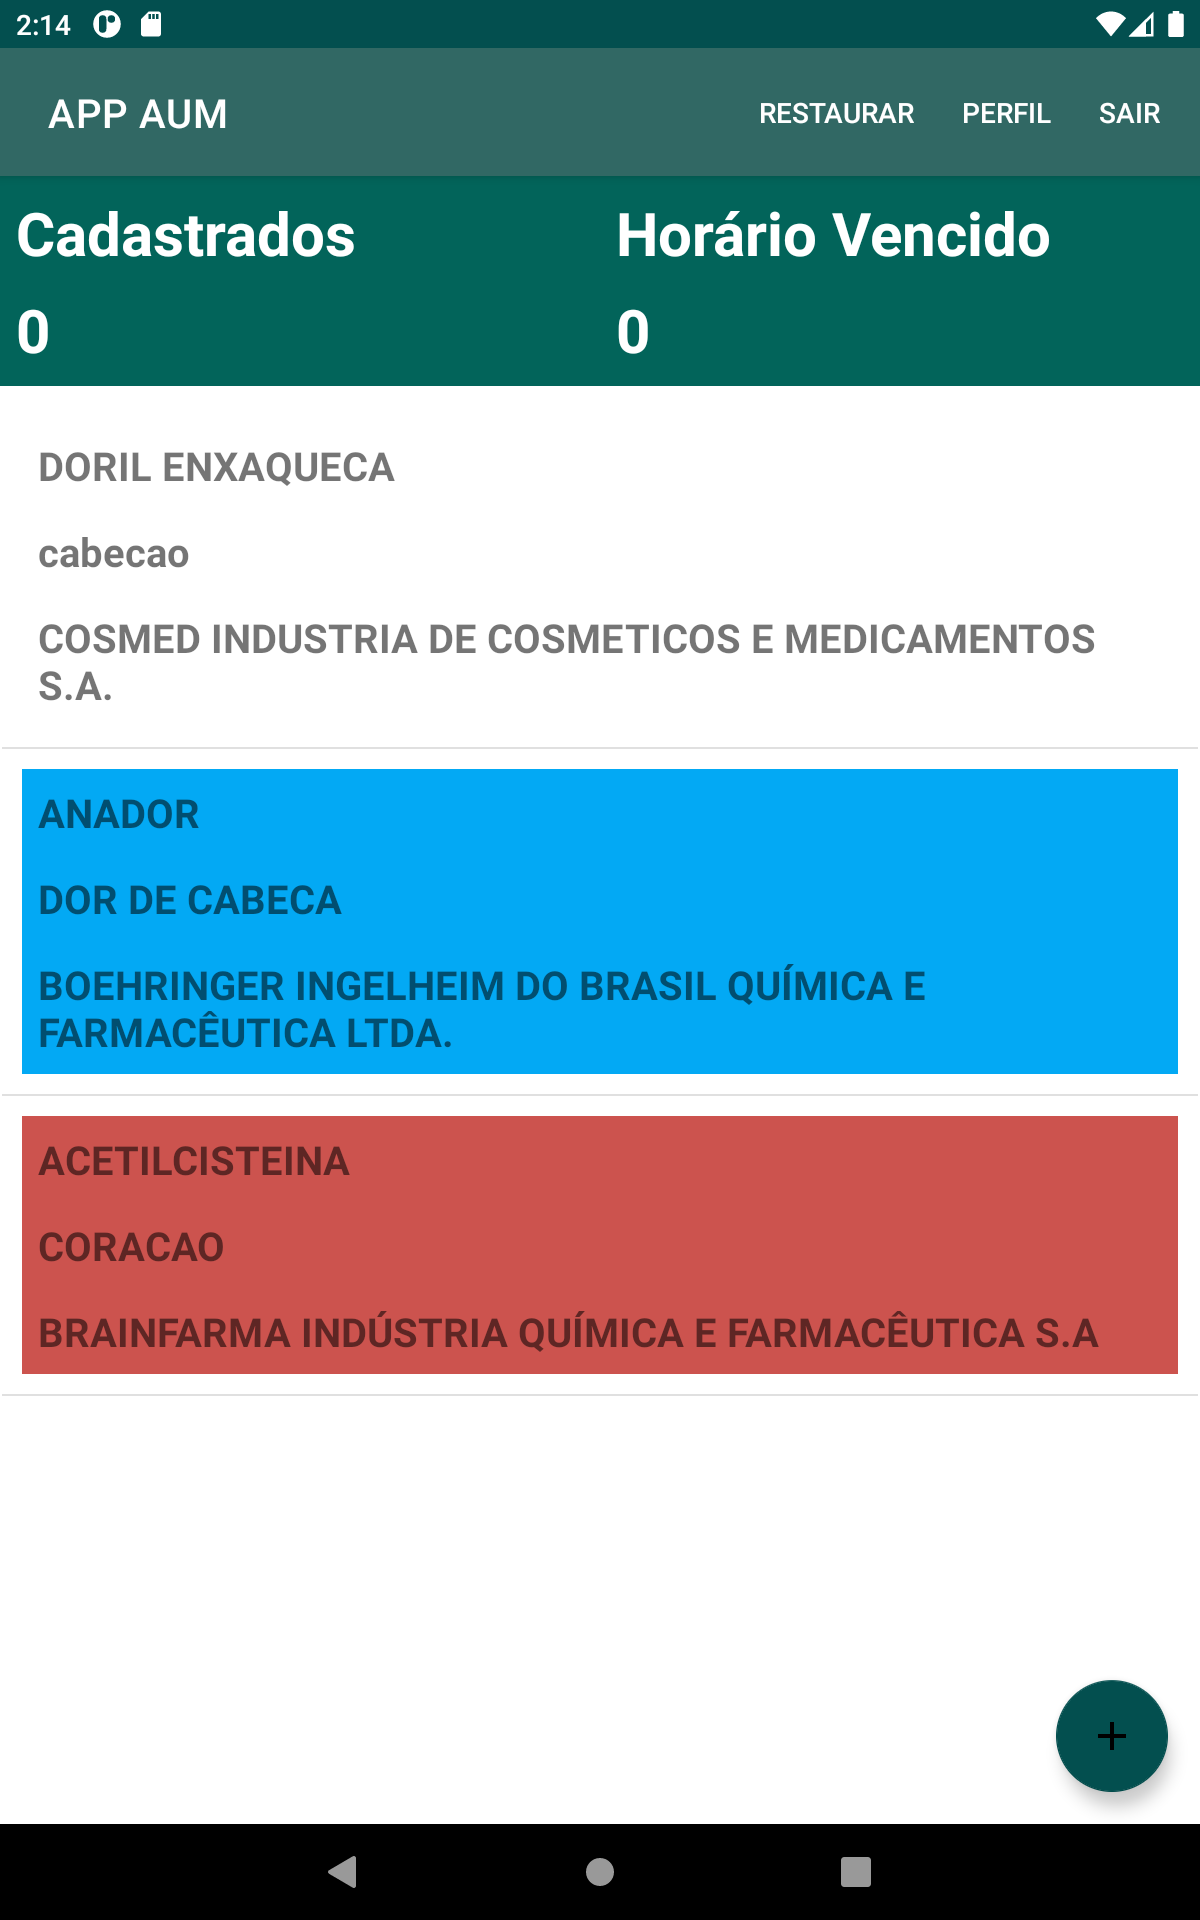 2:14
APP AUM RESTAURAR PERFIL SAIR
Cadastrados Horário Vencido
0 0
DORIL ENXAQUECA
cabecao
COSMED INDUSTRIA DE COSMETICOS E MEDICAMENTOS
S.A.
ANADOR
DOR DE CABECA
BOEHRINGER INGELHEIM DO BRASIL QUÍMICA E
FARMACÊUTICA LTDA.
ACETILCISTEINA
CORACAO
BRAINFARMA INDÚSTRIA QUÍMICA E FARMACÊUTICA S.A
+